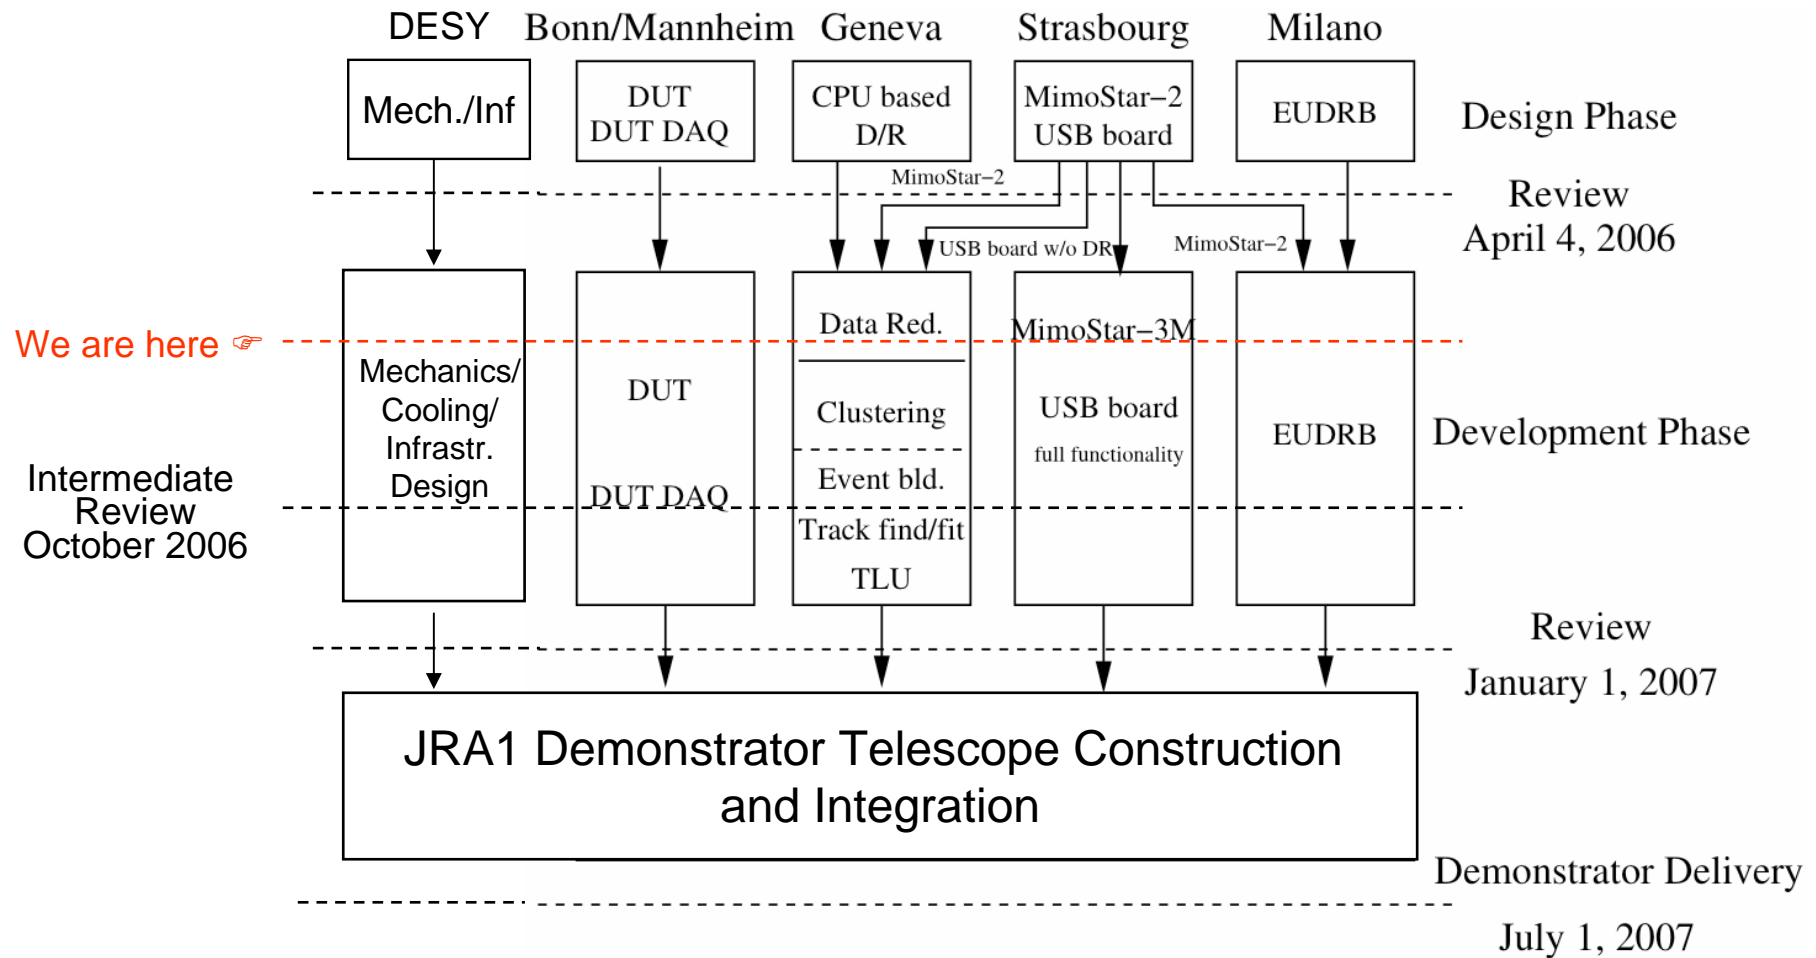 DESY Bonn/Mannheim Geneva Strasbourg Milano
Mech./Inf
DUT
DUT DAQ
CPU based
D/R
MimoStar−2
USB board
EUDRB
Design Phase
MimoStar−2
Review
April 4, 2006
USB board w/o DR
MimoStar−2
We are here ☞
Mechanics/
Cooling/
Infrastr.
Design
DUT
DUT DAQ
Data Red.
Clustering
Event bld.
Track find/fit
TLU
MimoStar−3M
USB board
full functionality
EUDRB
Development Phase
Intermediate
Review
October 2006
Review
January 1, 2007
JRA1 Demonstrator Telescope Construction
and Integration
Demonstrator Delivery
July 1, 2007